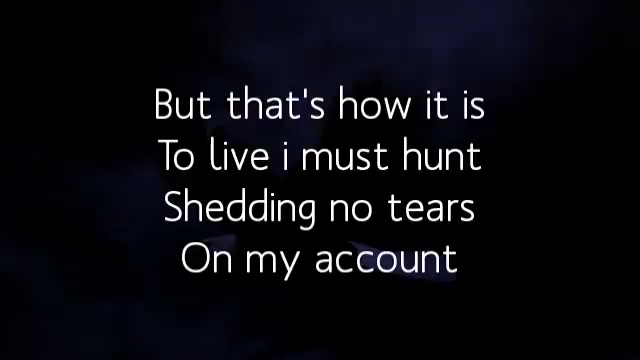 But that's how it is
To live i must hunt
Shedding no tears
On my account